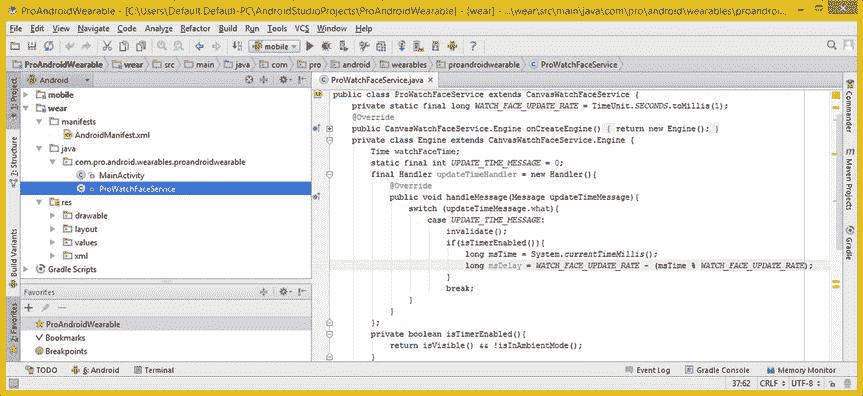 ProAndroidWearable - [C:\Users\Default.Default-PC\AndroidStudioProjects\ProAndroidWearable] - [wear] - ...\wear\src\main\java\com\pro\android\wearables\proandroi...
File Edit View Navigate Code Analyze Refactor Build Run Tools VCS Window Help
mobile
ProAndroidWearable wear src main java com pro android wearables proandroidwearable ProWatchFaceService
1: Project
Android
ProWatchFaceService.java
mobile
wear
manifests
AndroidManifest.xml
java
com.pro.android.wearables.proandroidwearable
MainActivity
ProWatchFaceService
res
drawable
layout
values
xml
Gradle Scripts
Favorites
ProAndroidWearable
Bookmarks
Breakpoints
7: Structure
Build Variants
2: Favorites
public class ProWatchFaceService extends CanvasWatchFaceService {
private static final long WATCH_FACE_UPDATE_RATE = TimeUnit.SECONDS.toMillis(1);
@Override
public CanvasWatchFaceService.Engine onCreateEngine() { return new Engine(); }
private class Engine extends CanvasWatchFaceService.Engine {
Time watchFaceTime;
static final int UPDATE_TIME_MESSAGE = 0;
final Handler updateTimeHandler = new Handler(){
@Override
public void handleMessage(Message updateTimeMessage){
switch (updateTimeMessage.what){
case UPDATE_TIME_MESSAGE:
invalidate();
if(isTimerEnabled()){
long msTime = System.currentTimeMillis();
long msDelay = WATCH_FACE_UPDATE_RATE - (msTime % WATCH_FACE_UPDATE_RATE);
}
break;
}
}
};
private boolean isTimerEnabled(){
return isVisible() && !isInAmbientMode();
}
Commander
Maven Projects
Gradle
TODO 6: Android Terminal Event Log Gradle Console Memory Monitor
37:62 CRLF UTF-8